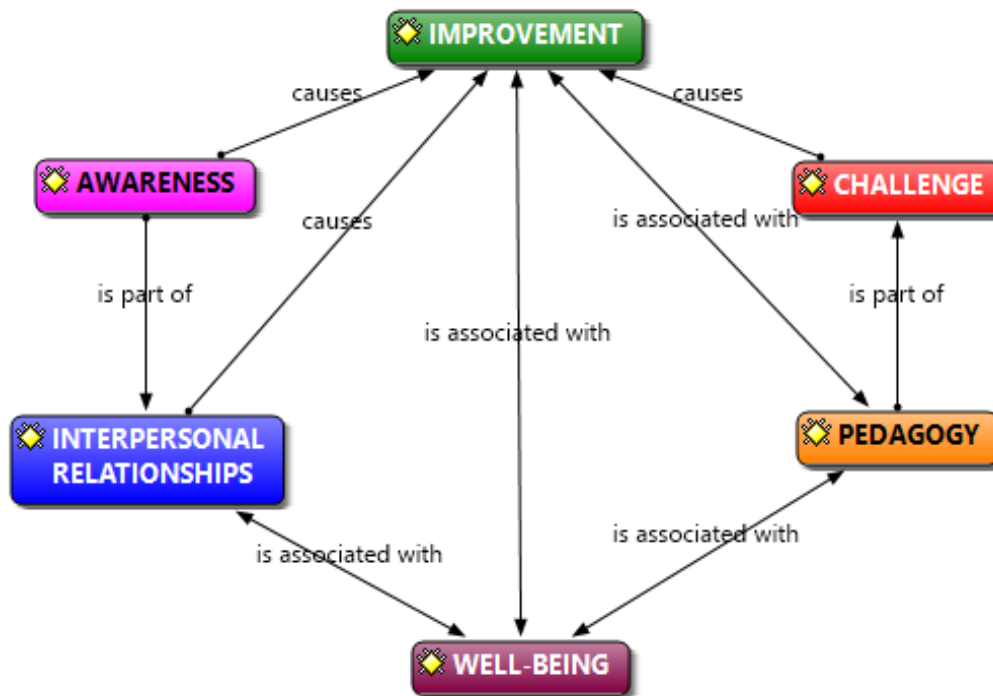 IMPROVEMENT
causes
causes
AWARENESS
CHALLENGE
causes
is associated with
is part of
is part of
is associated with
INTERPERSONAL
RELATIONSHIPS
PEDAGOGY
is associated with
is associated with
WELL-BEING